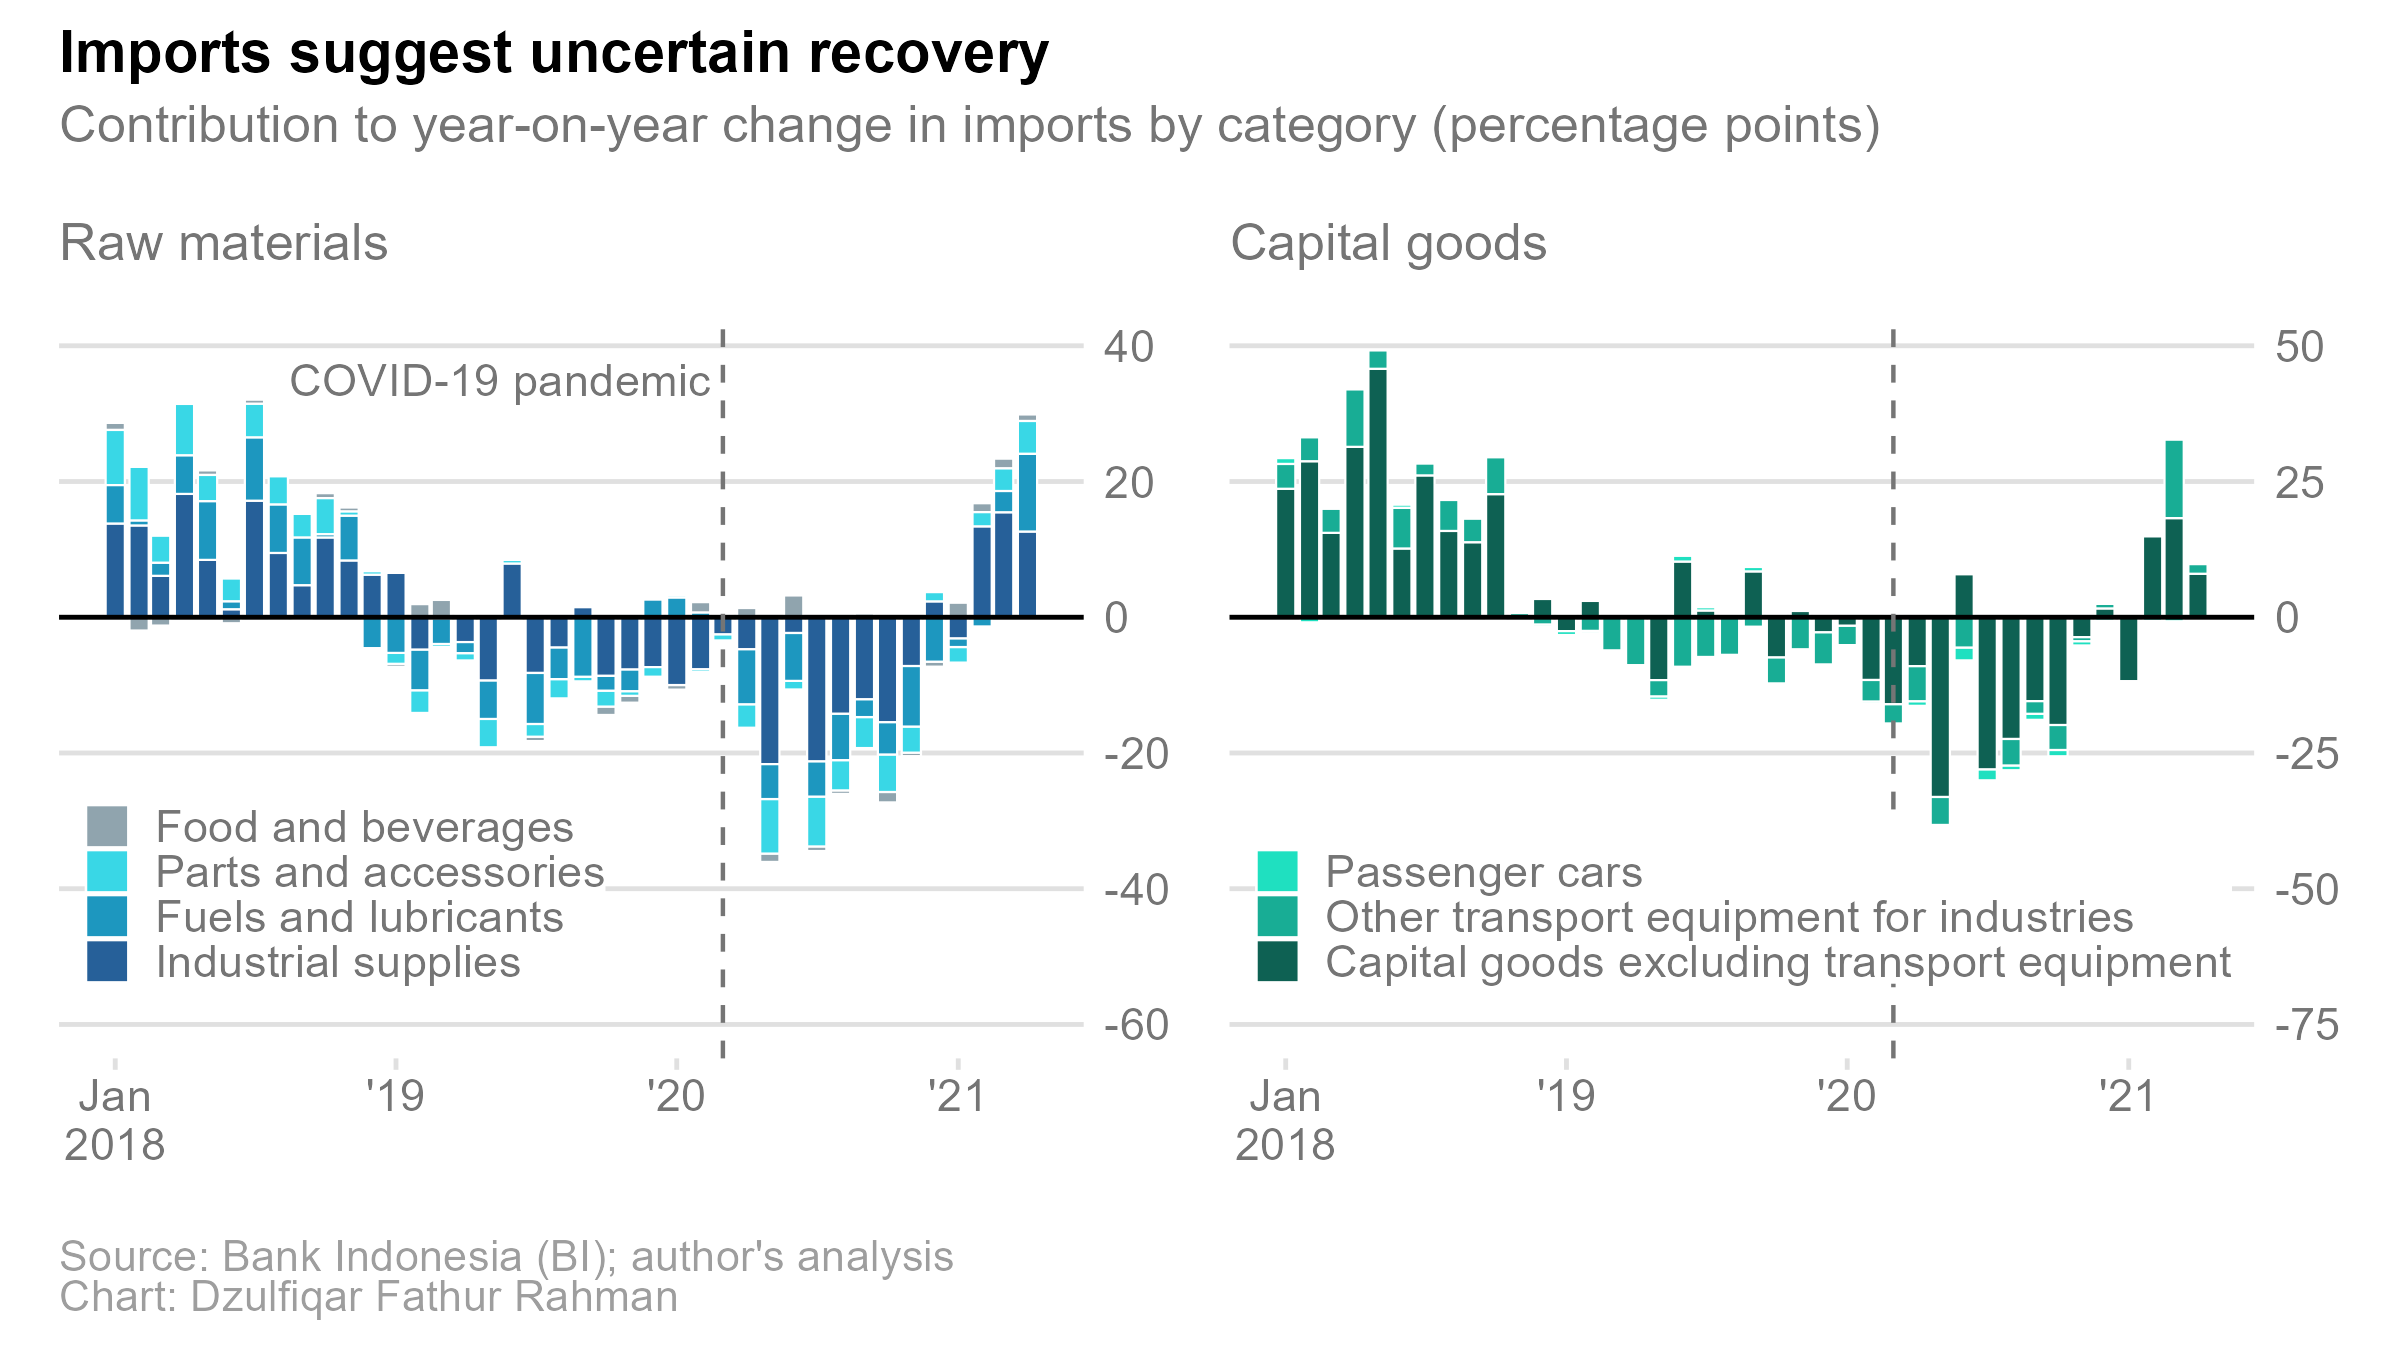 Imports suggest uncertain recovery
Contribution to year-on-year change in imports by category (percentage points)
Raw materials
40
COVID-19 pandemic
20
0
-20
Food and beverages
Parts and accessories
-40
Fuels and lubricants
Industrial supplies
-60
Jan
2018
'19
'20
'21
Capital goods
50
25
0
-25
Passenger cars
-50
Other transport equipment for industries
Capital goods excluding transport equipment
-75
Jan
2018
'19
'20
'21
Source: Bank Indonesia (BI); author's analysis
Chart: Dzulfiqar Fathur Rahman